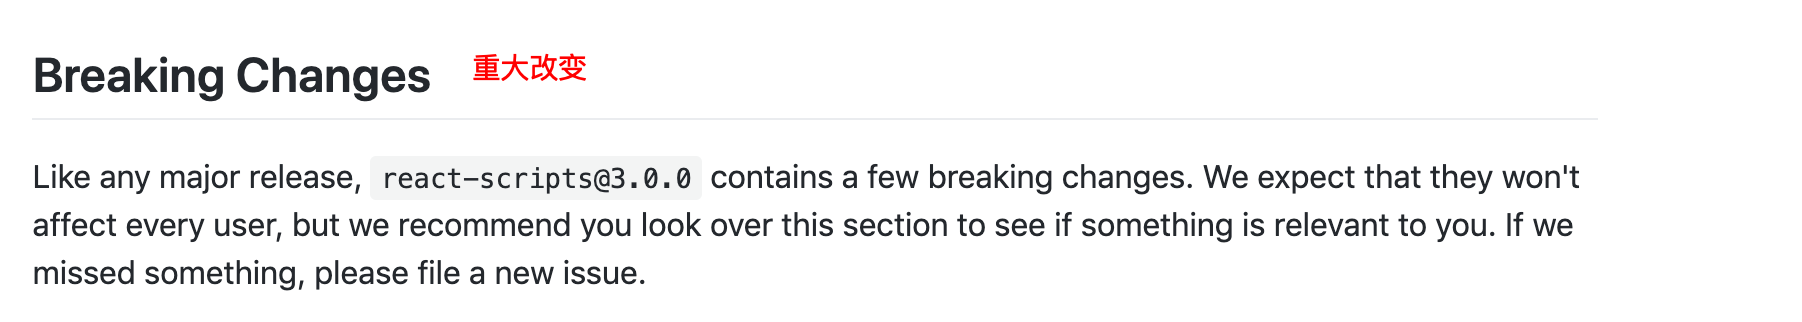 Breaking Changes 重大改变
Like any major release, react-scripts@3.0.0 contains a few breaking changes. We expect that they won't
affect every user, but we recommend you look over this section to see if something is relevant to you. If we
missed something, please file a new issue.